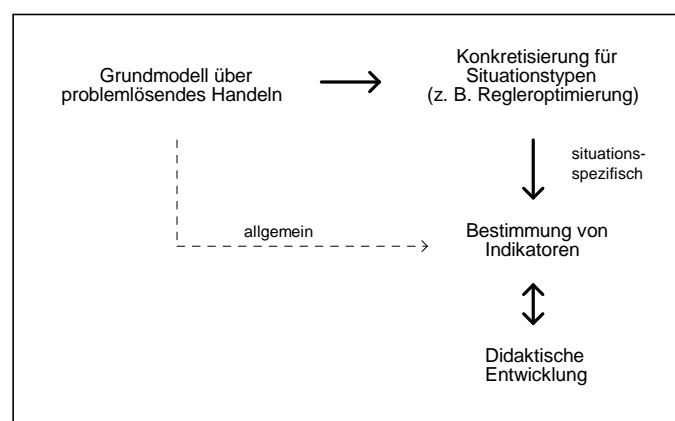 Grundmodell über
problemlösendes Handeln
Konkretisierung für
Situationstypen
(z. B. Regleroptimierung)
situations-
spezifisch
allgemein
Bestimmung von
Indikatoren
Didaktische
Entwicklung